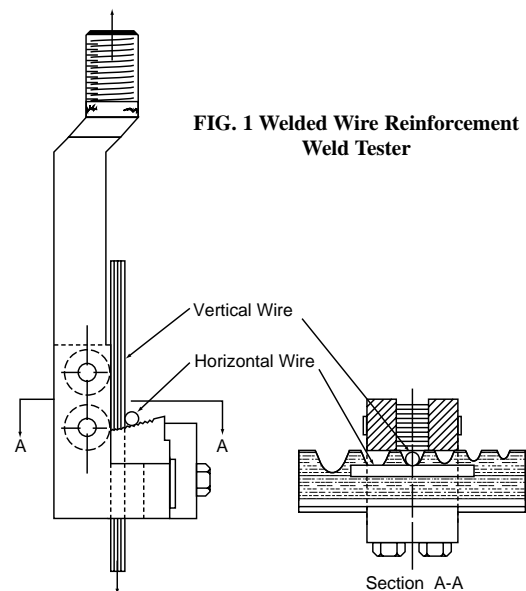 FIG. 1 Welded Wire Reinforcement
Weld Tester
Vertical Wire
Horizontal Wire
A
A
Section A-A